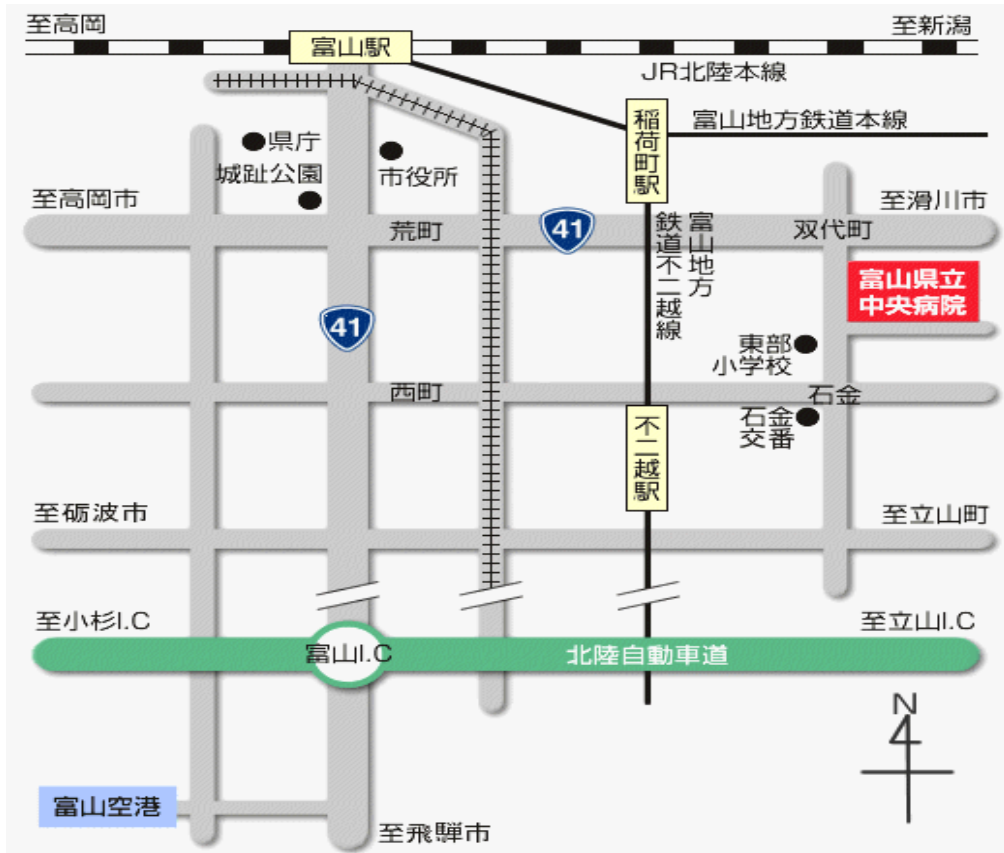 至高岡
至新潟
富山駅
JR北陸本線
富山地方鉄道本線
稲荷町駅
県庁
城趾公園
市役所
至高岡市
至滑川市
荒町
41
双代町
富山地方
鉄道不二越線
富山県立
中央病院
41
東部
小学校
西町
石金
石金
交番
不二越駅
至砺波市
至立山町
至小杉I.C
至立山I.C
富山I.C
北陸自動車道
N
富山空港
至飛騨市